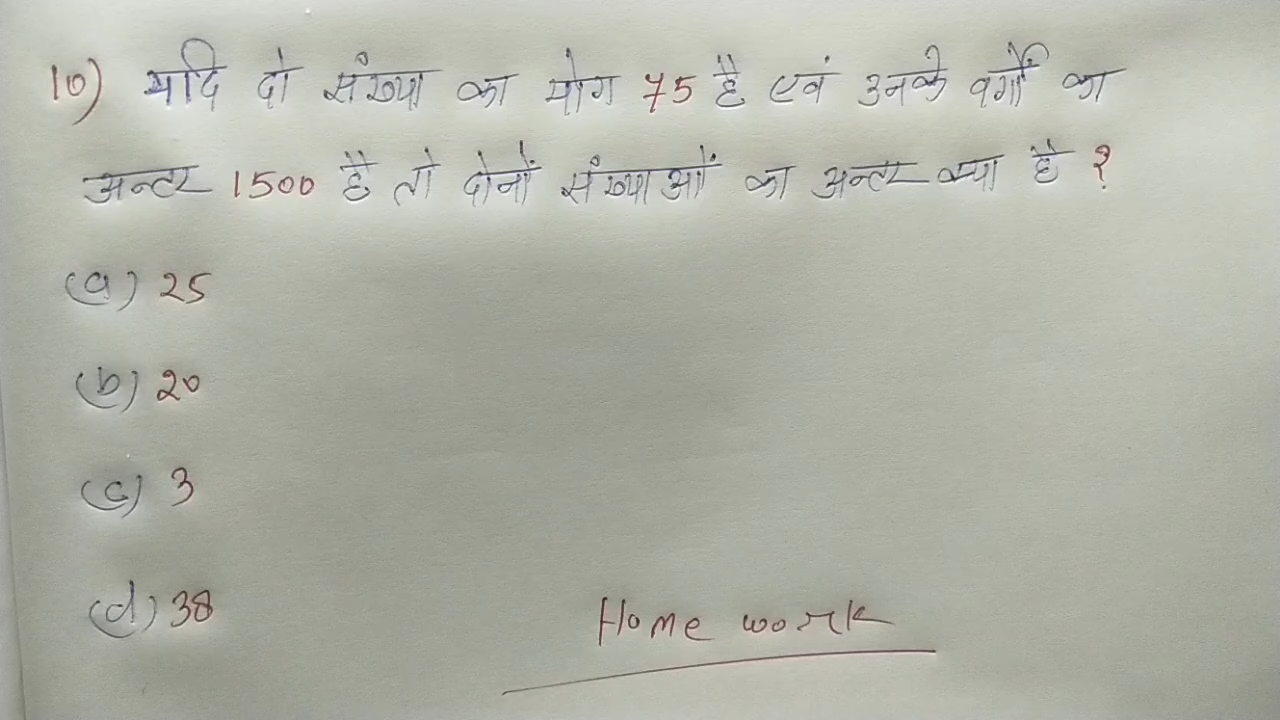 10) यदि दो संख्या का योग 75 है एवं उनके वर्गों का
अन्तर 1500 है तो दोनों संख्याओं का अन्तर क्या है ?
(a) 25
(b) 20
(c) 3
(d) 38
Home work